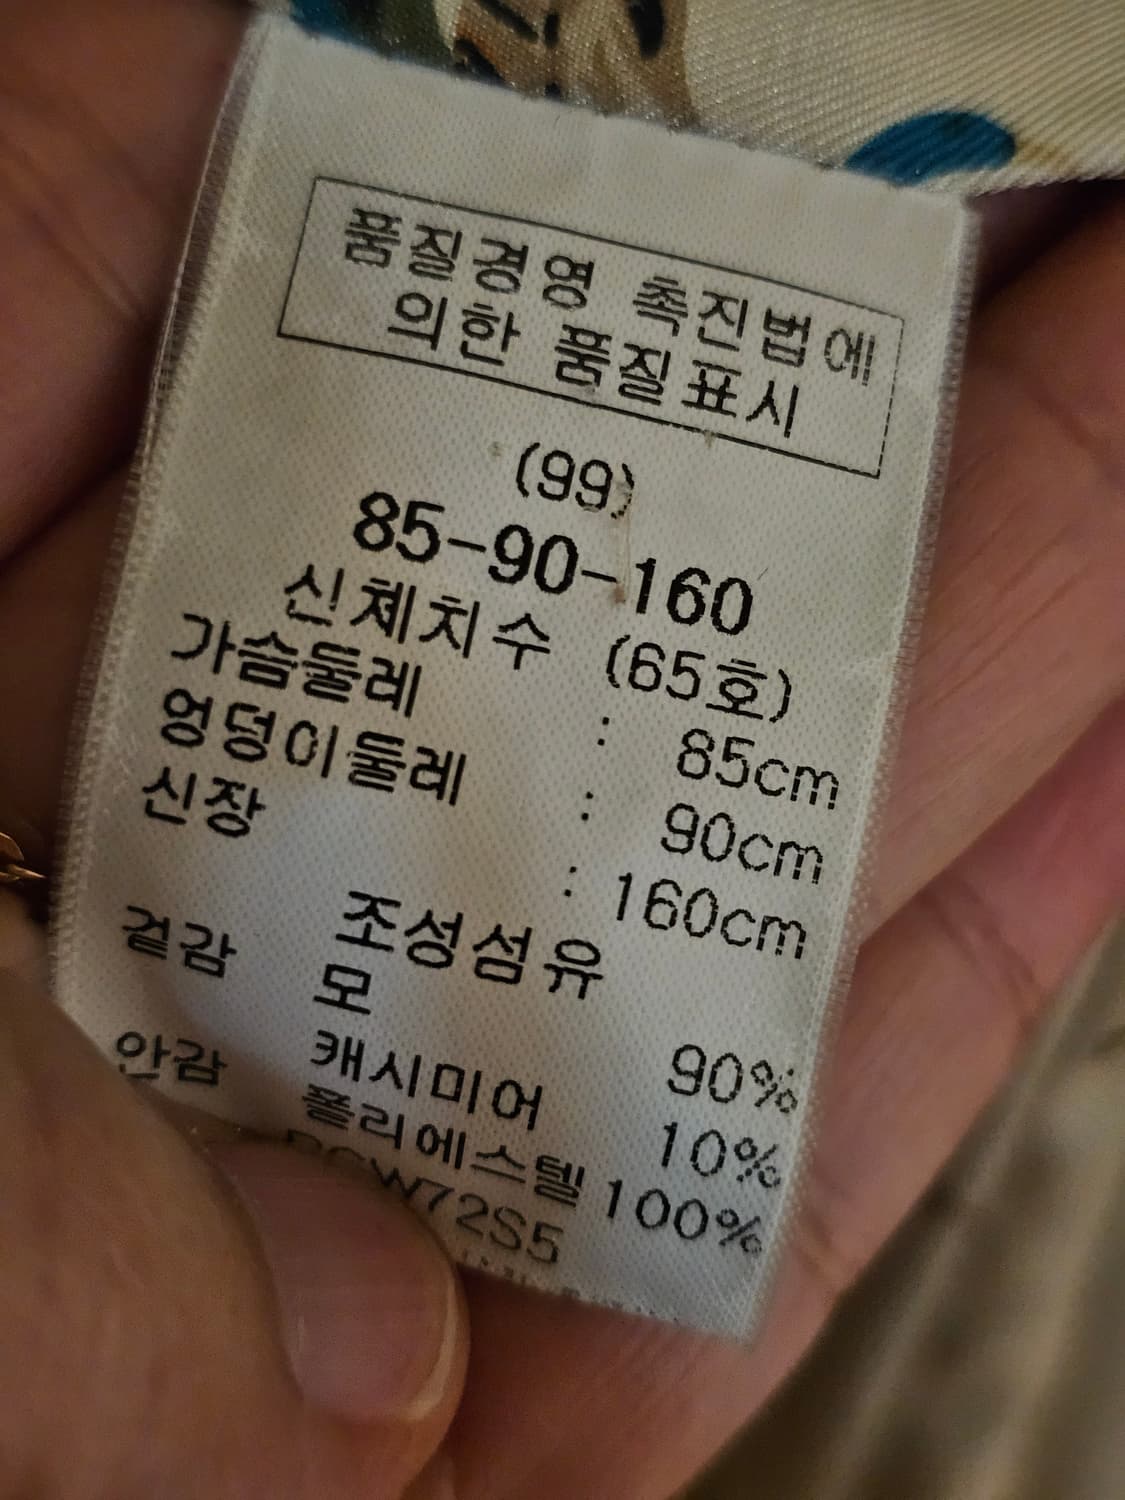 품질경영 촉진법에
의한 품질표시
(99)
85-90-160
신체치수 (65호)
가슴둘레 : 85cm
엉덩이둘레 : 90cm
신장 : 160cm
조성섬유
겉감 모 90%
캐시미어 10%
안감 폴리에스텔 100%